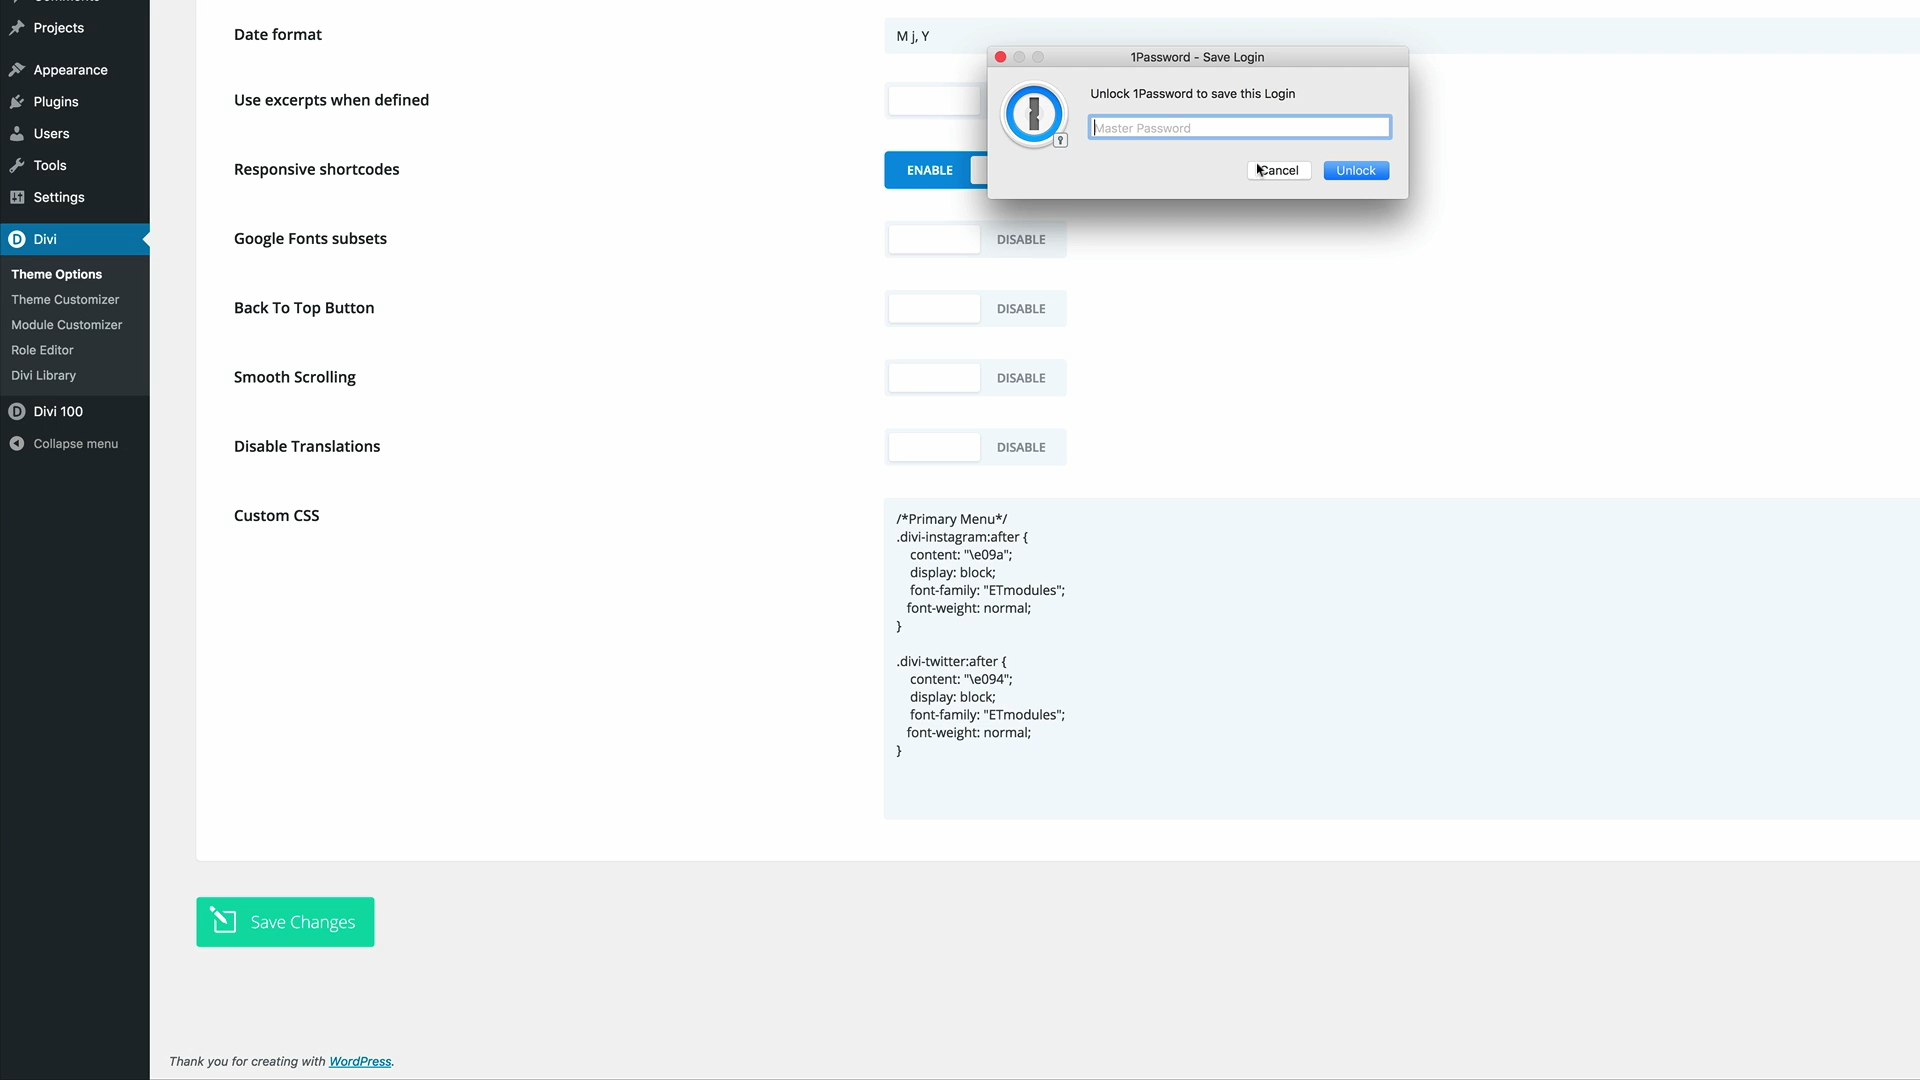 Projects
Appearance
Plugins
Users
Tools
Settings
Divi
Theme Options
Theme Customizer
Module Customizer
Role Editor
Divi Library
Divi 100
Collapse menu
Date format
M j, Y
Use excerpts when defined
Responsive shortcodes
ENABLE
Google Fonts subsets
DISABLE
Back To Top Button
DISABLE
Smooth Scrolling
DISABLE
Disable Translations
DISABLE
Custom CSS
/*Primary Menu*/
.divi-instagram:after {
content: "\e09a";
display: block;
font-family: "ETmodules";
font-weight: normal;
}
.divi-twitter:after {
content: "\e094";
display: block;
font-family: "ETmodules";
font-weight: normal;
}
1Password - Save Login
Unlock 1Password to save this Login
Master Password
Cancel
Unlock
Save Changes
Thank you for creating with WordPress.